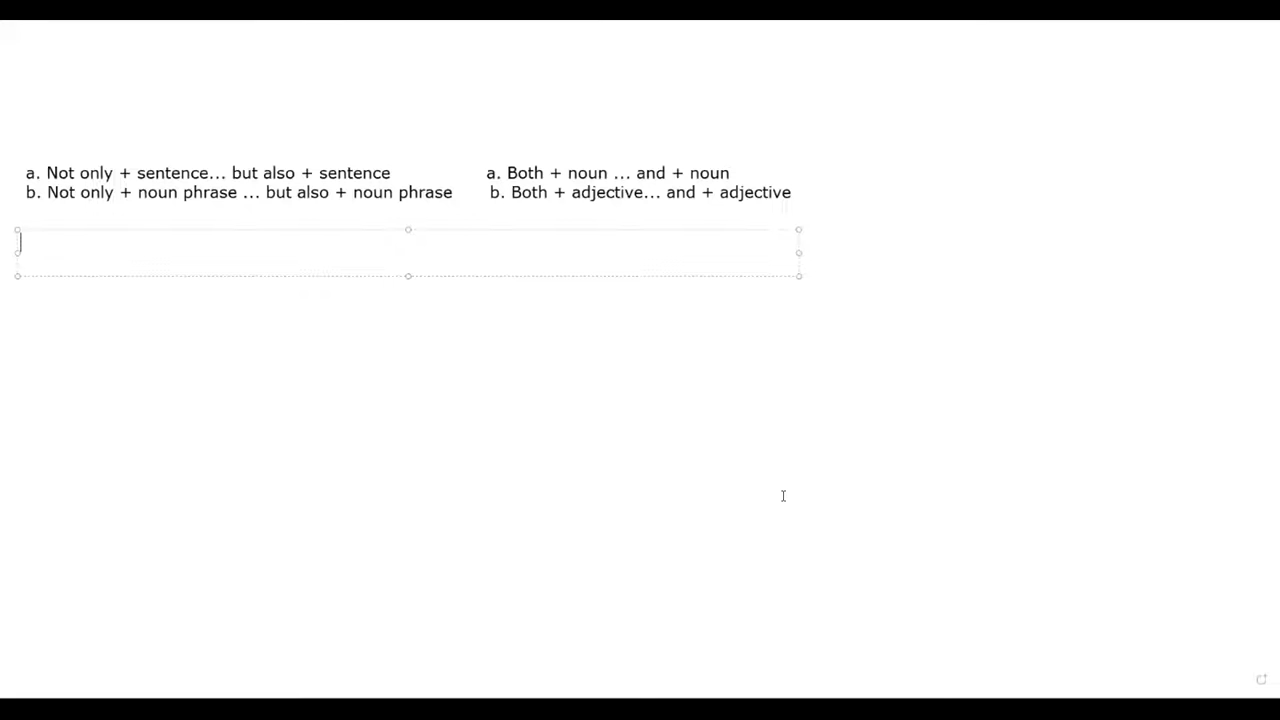 a. Not only + sentence... but also + sentence
b. Not only + noun phrase ... but also + noun phrase
a. Both + noun ... and + noun
b. Both + adjective... and + adjective